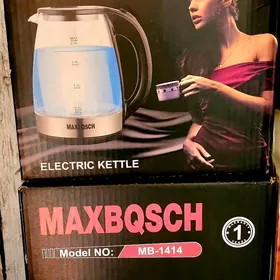 MAXBQSCH
ELECTRIC KETTLE
MAXBQSCH
Model NO: MB-1414
1